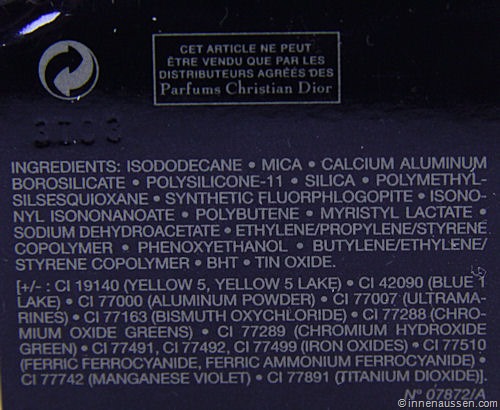 CET ARTICLE NE PEUT
ÊTRE VENDU QUE PAR LES
DISTRIBUTEURS AGRÉÉS DES
Parfums Christian Dior
3T03
INGREDIENTS: ISODODECANE • MICA • CALCIUM ALUMINUM
BOROSILICATE • POLYSILICONE-11 • SILICA • POLYMETHYL-
SILSESQUIOXANE • SYNTHETIC FLUORPHLOGOPITE • ISONO-
NYL ISONONANOATE • POLYBUTENE • MYRISTYL LACTATE •
SODIUM DEHYDROACETATE • ETHYLENE/PROPYLENE/STYRENE
COPOLYMER • PHENOXYETHANOL • BUTYLENE/ETHYLENE/
STYRENE COPOLYMER • BHT • TIN OXIDE.
[+/- : CI 19140 (YELLOW 5, YELLOW 5 LAKE) • CI 42090 (BLUE 1
LAKE) • CI 77000 (ALUMINUM POWDER) • CI 77007 (ULTRAMA-
RINES) • CI 77163 (BISMUTH OXYCHLORIDE) • CI 77288 (CHRO-
MIUM OXIDE GREENS) • CI 77289 (CHROMIUM HYDROXIDE
GREEN) • CI 77491, CI 77492, CI 77499 (IRON OXIDES) • CI 77510
(FERRIC FERROCYANIDE, FERRIC AMMONIUM FERROCYANIDE) •
CI 77742 (MANGANESE VIOLET) • CI 77891 (TITANIUM DIOXIDE)].
N° 07872/A
© innenaussen.com